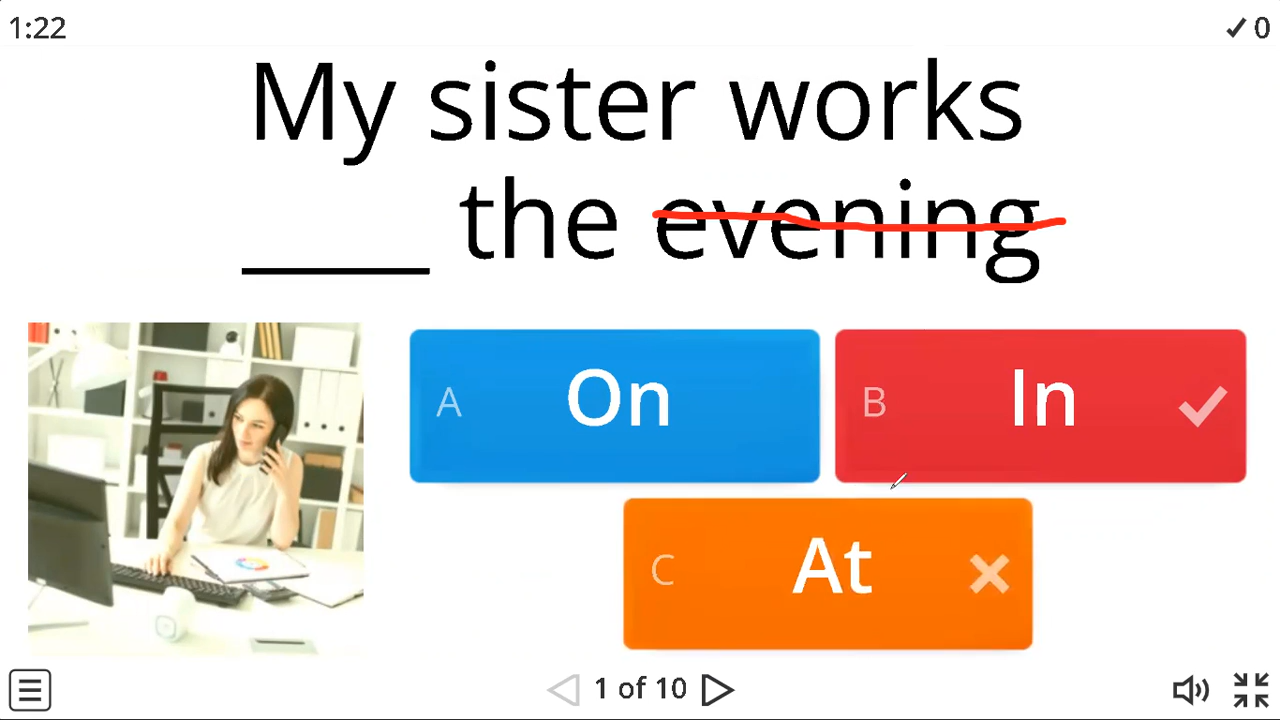 1:22
✓ 0
My sister works
____ the evening
A On
B In ✓
C At ✕
1 of 10